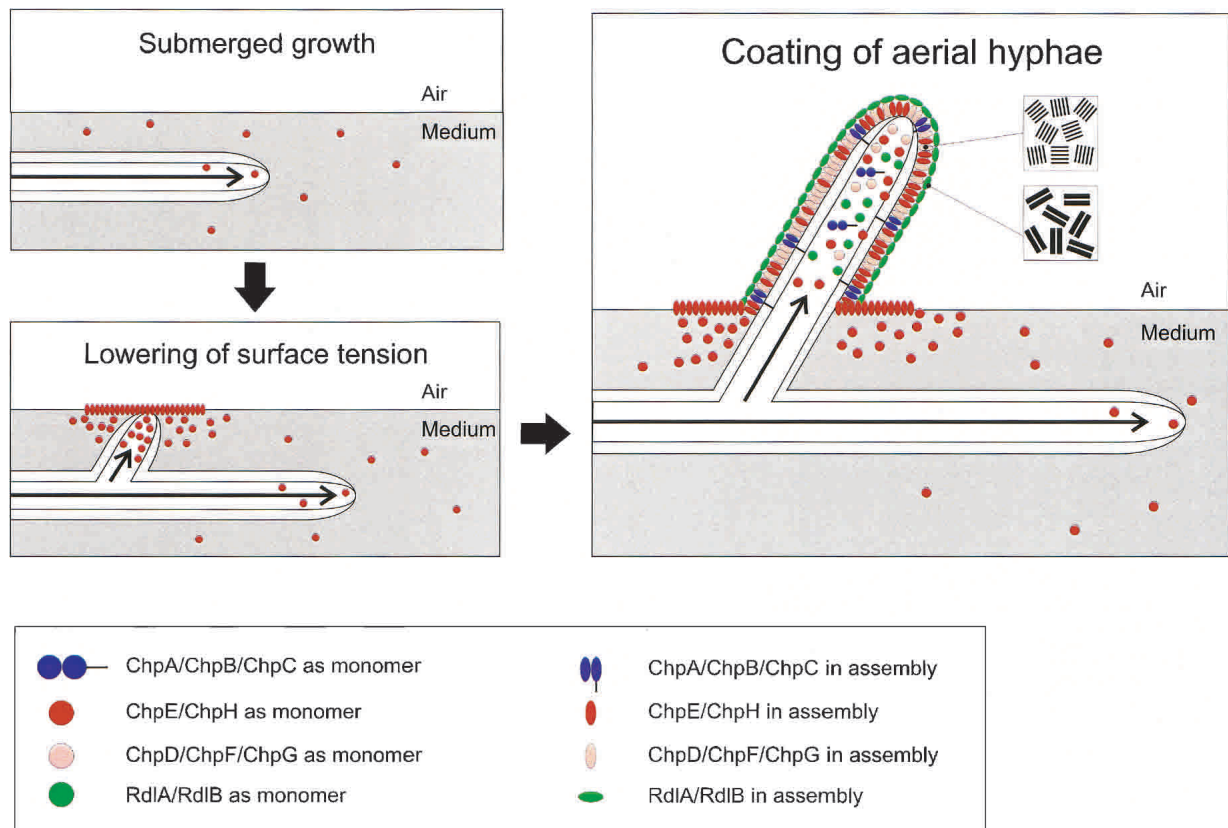 Submerged growth
Air
Medium
Lowering of surface tension
Air
Medium
Coating of aerial hyphae
Air
Medium
ChpA/ChpB/ChpC as monomer
ChpE/ChpH as monomer
ChpD/ChpF/ChpG as monomer
RdlA/RdlB as monomer
ChpA/ChpB/ChpC in assembly
ChpE/ChpH in assembly
ChpD/ChpF/ChpG in assembly
RdlA/RdlB in assembly